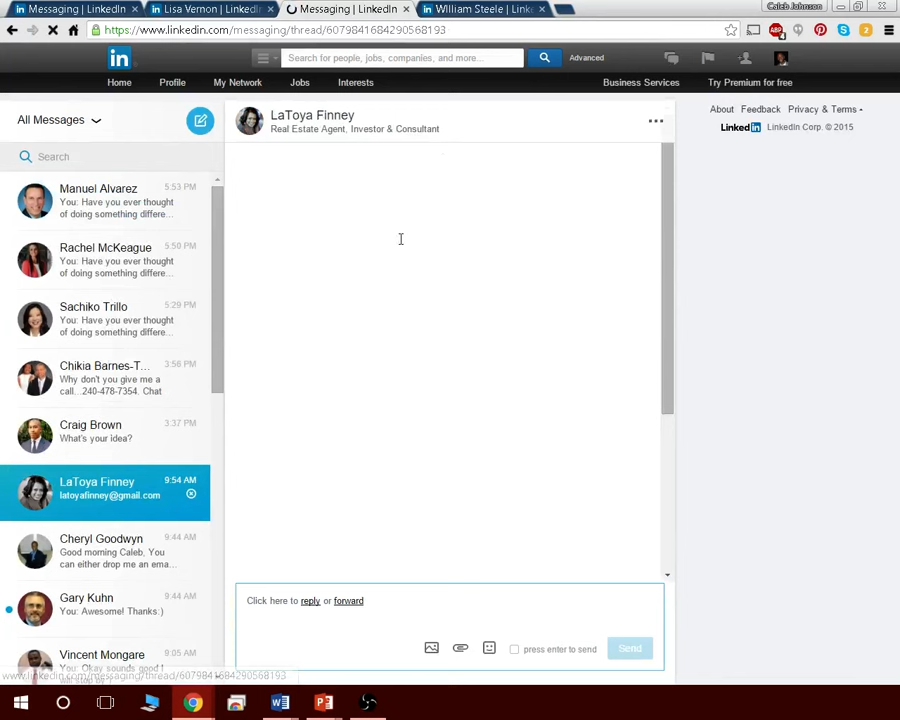 Messaging | LinkedIn
Lisa Vernon | LinkedIn
Messaging | LinkedIn
William Steele | Linke
Caleb Johnson
https://www.linkedin.com/messaging/thread/6079841684290568193
in
Search for people, jobs, companies, and more...
Advanced
Home
Profile
My Network
Jobs
Interests
Business Services
Try Premium for free
All Messages
Search
Manuel Alvarez
5:53 PM
You: Have you ever thought
of doing something differe...
Rachel McKeague
5:50 PM
You: Have you ever thought
of doing something differe...
Sachiko Trillo
5:29 PM
You: Have you ever thought
of doing something differe...
Chikia Barnes-T...
3:56 PM
Why don't you give me a
call...240-478-7354. Chat
Craig Brown
3:37 PM
What's your idea?
LaToya Finney
9:54 AM
latoyafinney@gmail.com
Cheryl Goodwyn
9:44 AM
Good morning Caleb, You
can either drop me an ema...
Gary Kuhn
9:44 AM
You: Awesome! Thanks:)
Vincent Mongare
9:05 AM
You: Okay sounds good I
www.linkedin.com/messaging/thread/6079841684290568193
LaToya Finney
Real Estate Agent, Investor & Consultant
Click here to reply or forward
press enter to send
Send
About
Feedback
Privacy & Terms
Linked in
LinkedIn Corp. © 2015